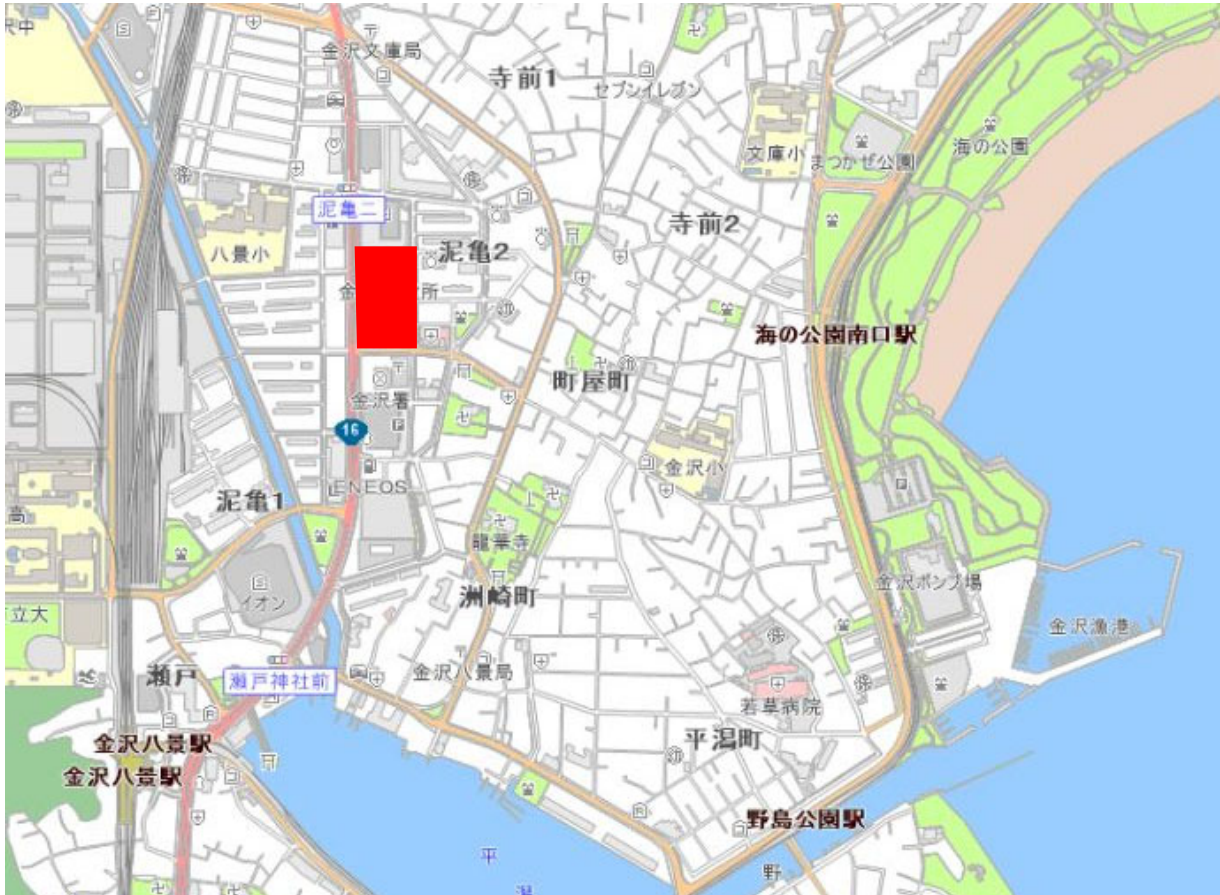 金沢文庫局
寺前1
セブンイレブン
文庫小
まつかぜ公園
海の公園
泥亀二
八景小
泥亀2
寺前2
海の公園南口駅
町屋町
金沢署
16
金沢小
ENEOS
泥亀1
高
龍華寺
イオン
洲崎町
金沢ポンプ場
立大
金沢漁港
瀬戸
瀬戸神社前
金沢八景局
若草病院
平潟町
金沢八景駅
金沢八景駅
野島公園駅
平
潟
野